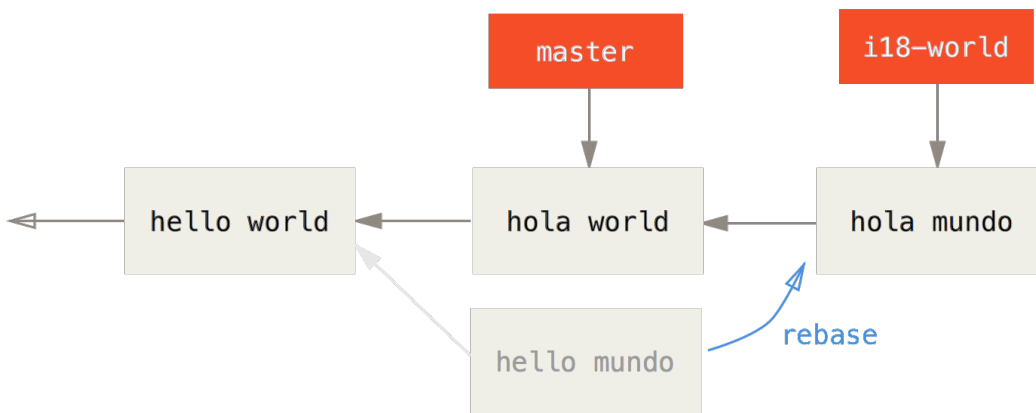 master
i18-world
hello world
hola world
hola mundo
hello mundo
rebase